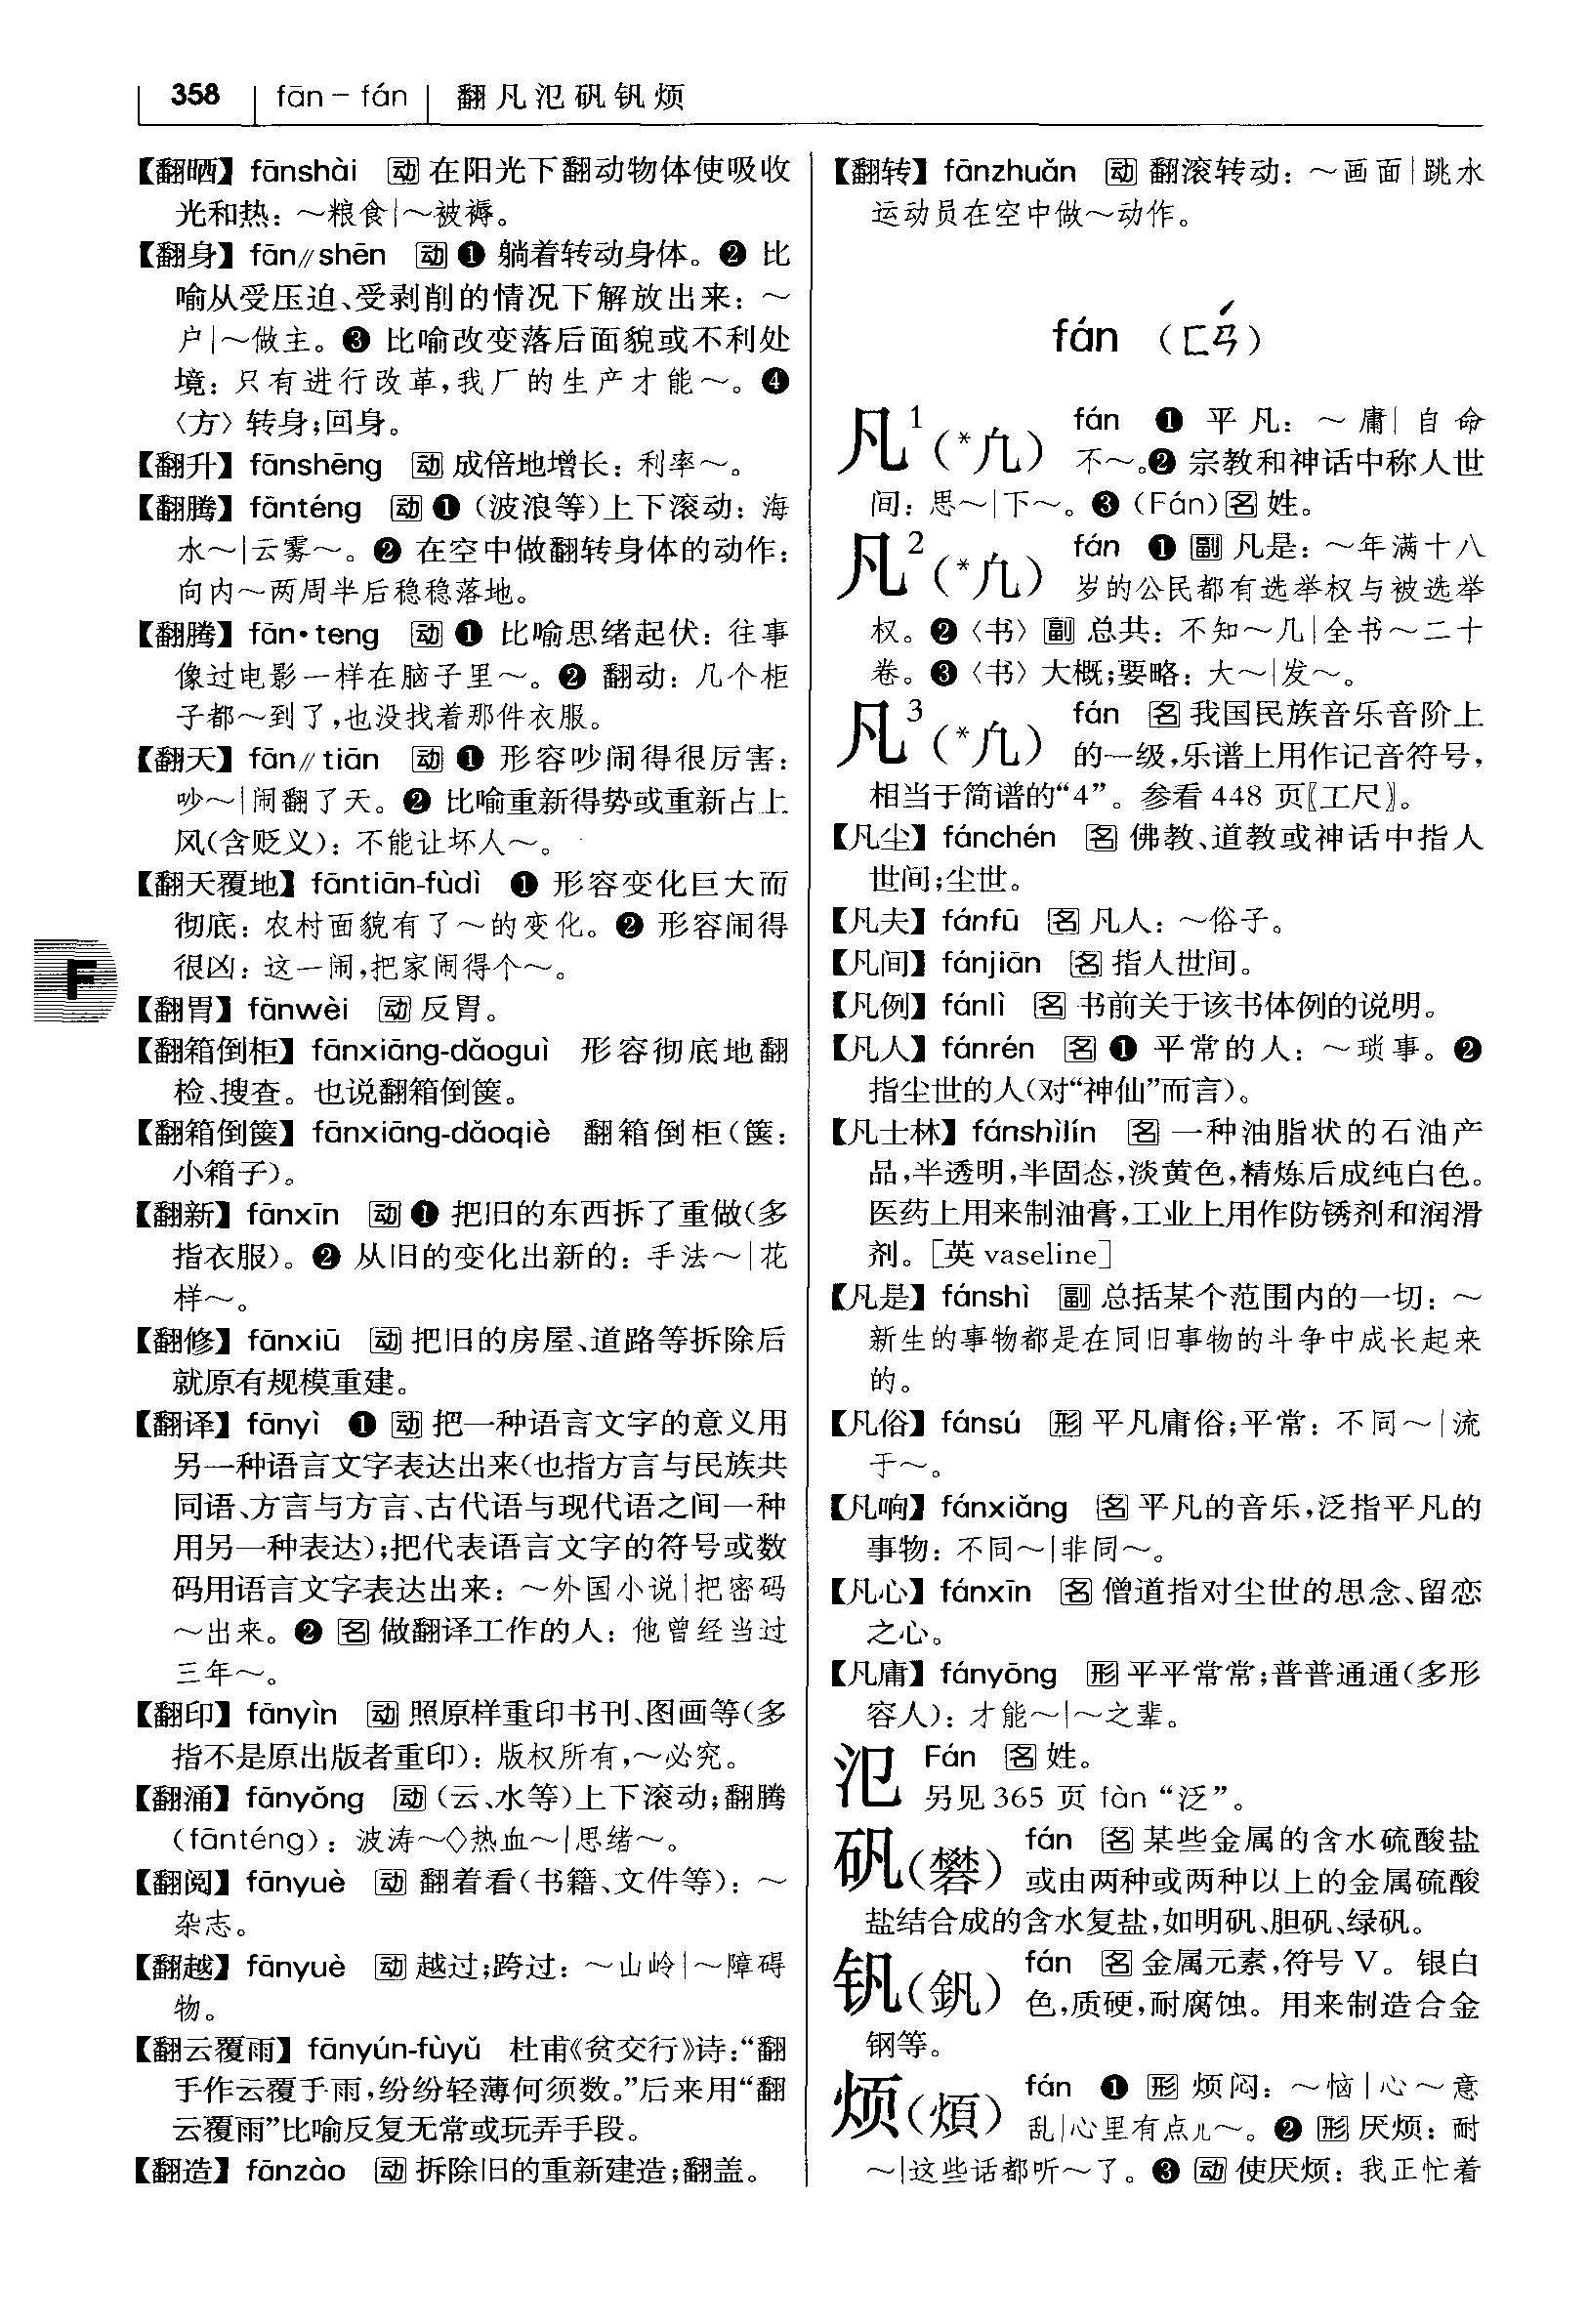 358 fān－fán 翻凡氾矾钒烦
【翻晒】fānshài 动 在阳光下翻动物体使吸收
光和热：～粮食|～被褥。
【翻身】fān∥shēn 动 ❶ 躺着转动身体。❷ 比
喻从受压迫、受剥削的情况下解放出来：～
户|～做主。❸ 比喻改变落后面貌或不利处
境：只有进行改革，我厂的生产才能～。❹
〈方〉转身；回身。
【翻升】fānshēng 动 成倍地增长：利率～。
【翻腾】fānténg 动 ❶（波浪等）上下滚动：海
水～|云雾～。❷ 在空中做翻转身体的动作：
向内～两周半后稳稳落地。
【翻腾】fān•teng 动 ❶ 比喻思绪起伏：往事
像过电影一样在脑子里～。❷ 翻动：几个柜
子都～到了，也没找着那件衣服。
【翻天】fān∥tiān 动 ❶ 形容吵闹得很厉害：
吵～|闹翻了天。❷ 比喻重新得势或重新占上
风（含贬义）：不能让坏人～。
【翻天覆地】fāntiān-fùdì ❶ 形容变化巨大而
彻底：农村面貌有了～的变化。❷ 形容闹得
很凶：这一闹，把家闹得个～。
F
【翻胃】fānwèi 动 反胃。
【翻箱倒柜】fānxiāng-dǎoguì 形容彻底地翻
检、搜查。也说翻箱倒箧。
【翻箱倒箧】fānxiāng-dǎoqiè 翻箱倒柜（箧：
小箱子）。
【翻新】fānxīn 动 ❶ 把旧的东西拆了重做（多
指衣服）。❷ 从旧的变化出新的：手法～|花
样～。
【翻修】fānxiū 动 把旧的房屋、道路等拆除后
就原有规模重建。
【翻译】fānyì ❶ 动 把一种语言文字的意义用
另一种语言文字表达出来（也指方言与民族共
同语、方言与方言、古代语与现代语之间一种
用另一种表达）；把代表语言文字的符号或数
码用语言文字表达出来：～外国小说|把密码
～出来。❷ 名 做翻译工作的人：他曾经当过
三年～。
【翻印】fānyìn 动 照原样重印书刊、图画等（多
指不是原出版者重印）：版权所有，～必究。
【翻涌】fānyǒng 动（云、水等）上下滚动；翻腾
（fānténg）：波涛～◇热血～|思绪～。
【翻阅】fānyuè 动 翻着看（书籍、文件等）：～
杂志。
【翻越】fānyuè 动 越过；跨过：～山岭|～障碍
物。
【翻云覆雨】fānyún-fùyǔ 杜甫《贫交行》诗：“翻
手作云覆手雨，纷纷轻薄何须数。”后来用“翻
云覆雨”比喻反复无常或玩弄手段。
【翻造】fānzào 动 拆除旧的重新建造；翻盖。
【翻转】fānzhuǎn 动 翻滚转动：～画面|跳水
运动员在空中做～动作。
fán （ㄈㄢˊ）
凡¹（*凢） fán ❶ 平凡：～庸|自命
不～。❷ 宗教和神话中称人世
间：思～|下～。❸（Fán）名 姓。
凡²（*凢） fán ❶ 副 凡是：～年满十八
岁的公民都有选举权与被选举
权。❷〈书〉副 总共：不知～几|全书～二十
卷。❸〈书〉大概；要略：大～|发～。
凡³（*凢） fán 名 我国民族音乐音阶上
的一级，乐谱上用作记音符号，
相当于简谱的“4”。参看 448 页〖工尺〗。
【凡尘】fánchén 名 佛教、道教或神话中指人
世间；尘世。
【凡夫】fánfū 名 凡人：～俗子。
【凡间】fánjiān 名 指人世间。
【凡例】fánlì 名 书前关于该书体例的说明。
【凡人】fánrén 名 ❶ 平常的人：～琐事。❷
指尘世的人（对“神仙”而言）。
【凡士林】fánshìlín 名 一种油脂状的石油产
品，半透明，半固态，淡黄色，精炼后成纯白色。
医药上用来制油膏，工业上用作防锈剂和润滑
剂。［英 vaseline］
【凡是】fánshì 副 总括某个范围内的一切：～
新生的事物都是在同旧事物的斗争中成长起来
的。
【凡俗】fánsú 形 平凡庸俗；平常：不同～|流
于～。
【凡响】fánxiǎng 名 平凡的音乐，泛指平凡的
事物：不同～|非同～。
【凡心】fánxīn 名 僧道指对尘世的思念、留恋
之心。
【凡庸】fányōng 形 平平常常；普普通通（多形
容人）：才能～|～之辈。
氾 Fán 名 姓。
另见 365 页 fàn “泛”。
矾（礬） fán 名 某些金属的含水硫酸盐
或由两种或两种以上的金属硫酸
盐结合成的含水复盐，如明矾、胆矾、绿矾。
钒（釩） fán 名 金属元素，符号 V。银白
色，质硬，耐腐蚀。用来制造合金
钢等。
烦（煩） fán ❶ 形 烦闷：～恼|心～意
乱|心里有点儿～。❷ 形 厌烦：耐
～|这些话都听～了。❸ 动 使厌烦：我正忙着